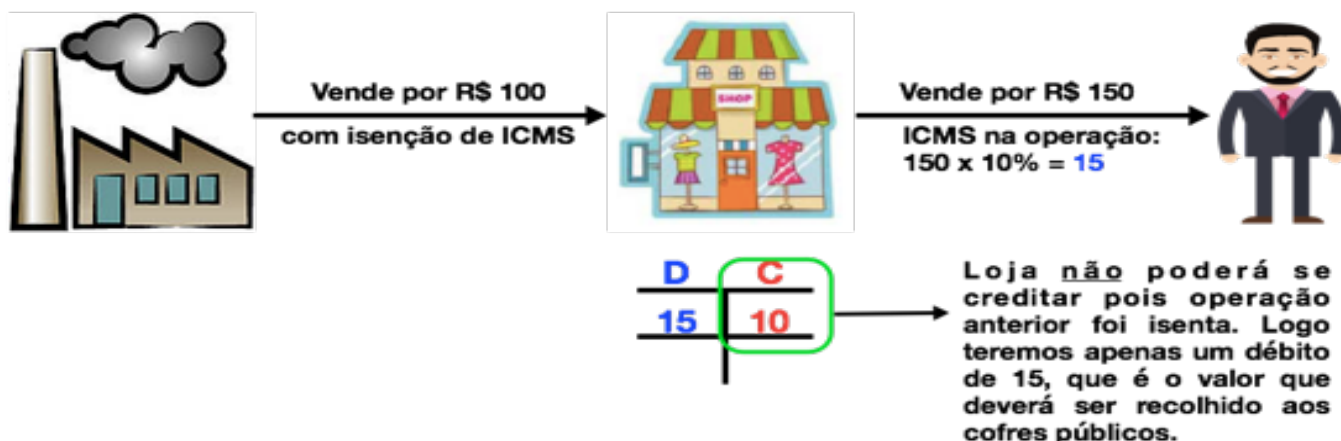 Vende por R$ 100
com isenção de ICMS
SHOP
Vende por R$ 150
ICMS na operação:
150 x 10% = 15
D C
15 10
Loja não poderá se
creditar pois operação
anterior foi isenta. Logo
teremos apenas um débito
de 15, que é o valor que
deverá ser recolhido aos
cofres públicos.